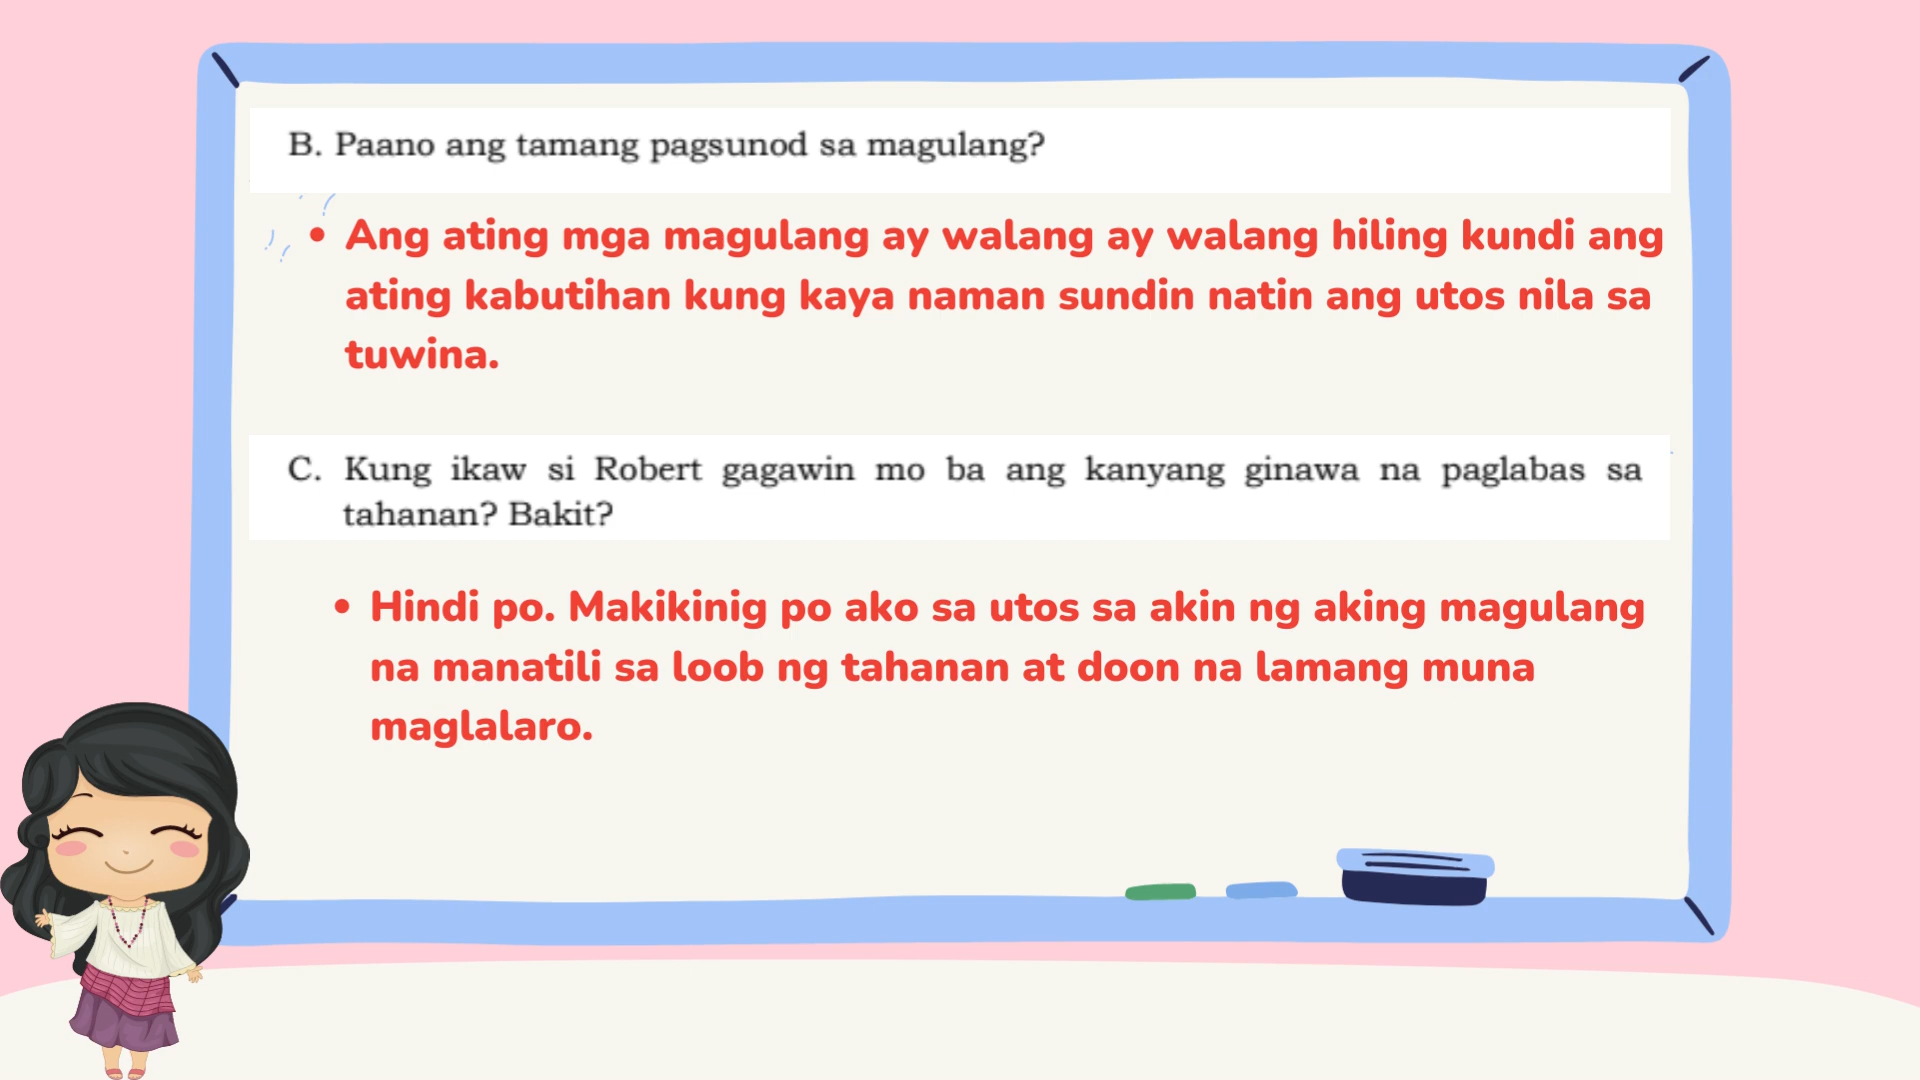 B. Paano ang tamang pagsunod sa magulang?
• Ang ating mga magulang ay walang ay walang hiling kundi ang
ating kabutihan kung kaya naman sundin natin ang utos nila sa
tuwina.
C. Kung ikaw si Robert gagawin mo ba ang kanyang ginawa na paglabas sa
tahanan? Bakit?
• Hindi po. Makikinig po ako sa utos sa akin ng aking magulang
na manatili sa loob ng tahanan at doon na lamang muna
maglalaro.